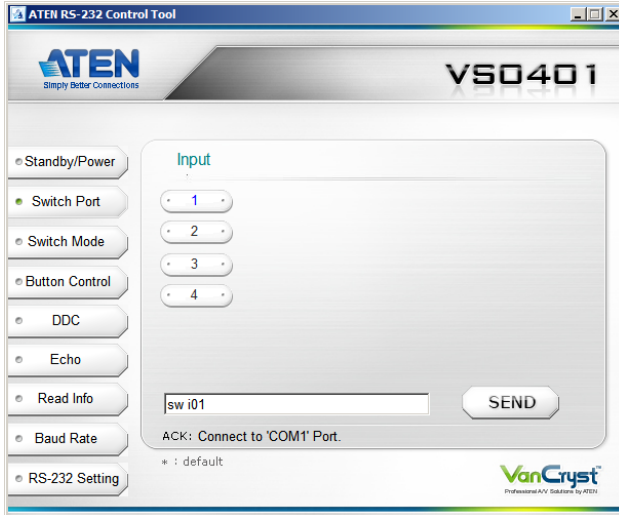 ATEN RS-232 Control Tool
ATEN
Simply Better Connections
VS0401
Standby/Power
Switch Port
Switch Mode
Button Control
DDC
Echo
Read Info
Baud Rate
RS-232 Setting
Input
1
2
3
4
sw i01
SEND
ACK: Connect to 'COM1' Port.
* : default
VanCryst™
Professional A/V Solutions by ATEN